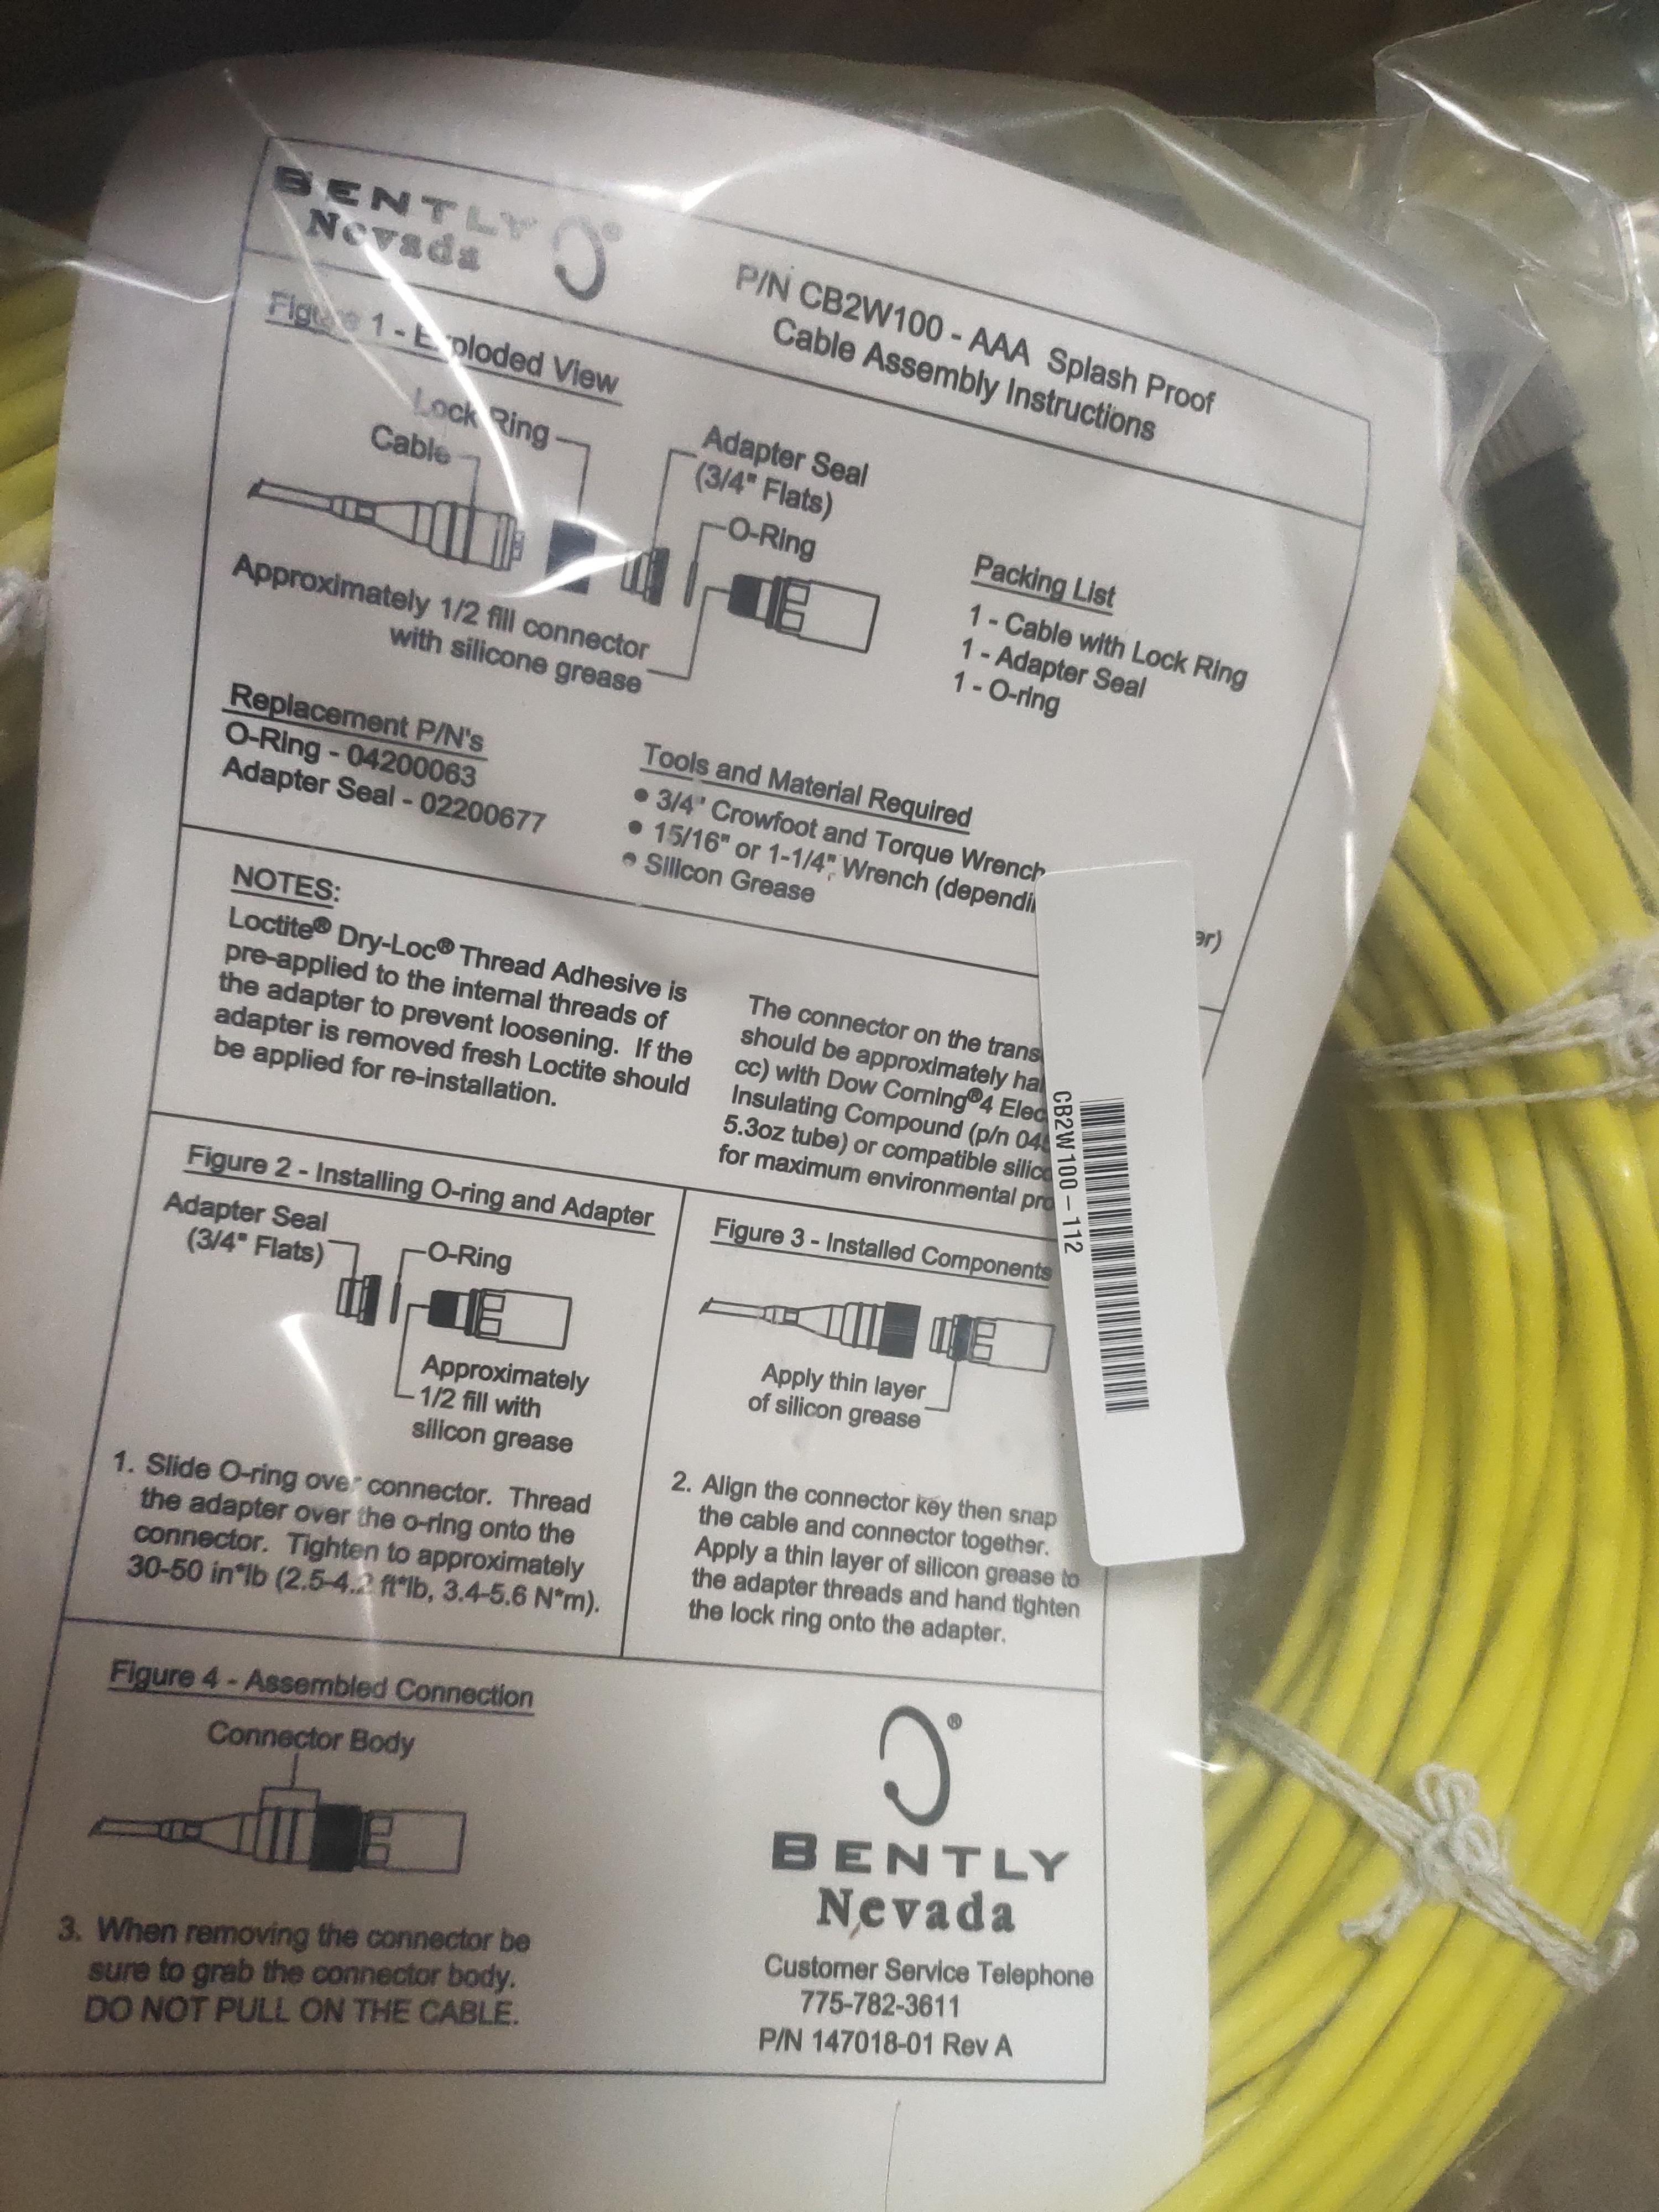 BENTLY
Nevada
®
P/N CB2W100 - AAA Splash Proof
Cable Assembly Instructions
Figure 1 - Exploded View
Lock Ring
Cable
Adapter Seal
(3/4" Flats)
O-Ring
Approximately 1/2 fill connector
with silicone grease
Packing List
1 - Cable with Lock Ring
1 - Adapter Seal
1 - O-ring
Replacement P/N's
O-Ring - 04200063
Adapter Seal - 02200677
Tools and Material Required
• 3/4" Crowfoot and Torque Wrench
• 15/16" or 1-1/4" Wrench
• Silicon Grease
NOTES:
Loctite® Dry-Loc® Thread Adhesive is
pre-applied to the internal threads of
the adapter to prevent loosening. If the
adapter is removed fresh Loctite should
be applied for re-installation.
The connector on the
should be approximately
cc) with Dow Corning®4
Insulating Compound (p/n
5.3oz tube) or compatible
for maximum environmental
CB2W100-112
Figure 2 - Installing O-ring and Adapter
Adapter Seal
(3/4" Flats)
O-Ring
Approximately
1/2 fill with
silicon grease
1. Slide O-ring over connector. Thread
the adapter over the o-ring onto the
connector. Tighten to approximately
30-50 in*lb (2.5-4.2 ft*lb, 3.4-5.6 N*m).
Figure 3 - Installed Components
Apply thin layer
of silicon grease
2. Align the connector key then snap
the cable and connector together.
Apply a thin layer of silicon grease to
the adapter threads and hand tighten
the lock ring onto the adapter.
Figure 4 - Assembled Connection
Connector Body
3. When removing the connector be
sure to grab the connector body.
DO NOT PULL ON THE CABLE.
®
BENTLY
Nevada
Customer Service Telephone
775-782-3611
P/N 147018-01 Rev A